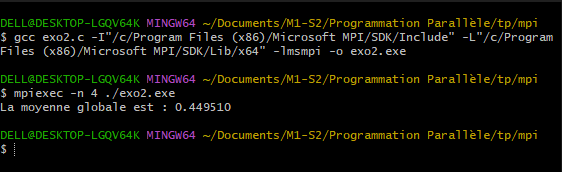 DELL@DESKTOP-LGQV64K MINGW64 ~/Documents/M1-S2/Programmation Parallèle/tp/mpi
$ gcc exo2.c -I"/c/Program Files (x86)/Microsoft MPI/SDK/Include" -L"/c/Program
Files (x86)/Microsoft MPI/SDK/Lib/x64" -lmsmpi -o exo2.exe
DELL@DESKTOP-LGQV64K MINGW64 ~/Documents/M1-S2/Programmation Parallèle/tp/mpi
$ mpiexec -n 4 ./exo2.exe
La moyenne globale est : 0.449510
DELL@DESKTOP-LGQV64K MINGW64 ~/Documents/M1-S2/Programmation Parallèle/tp/mpi
$